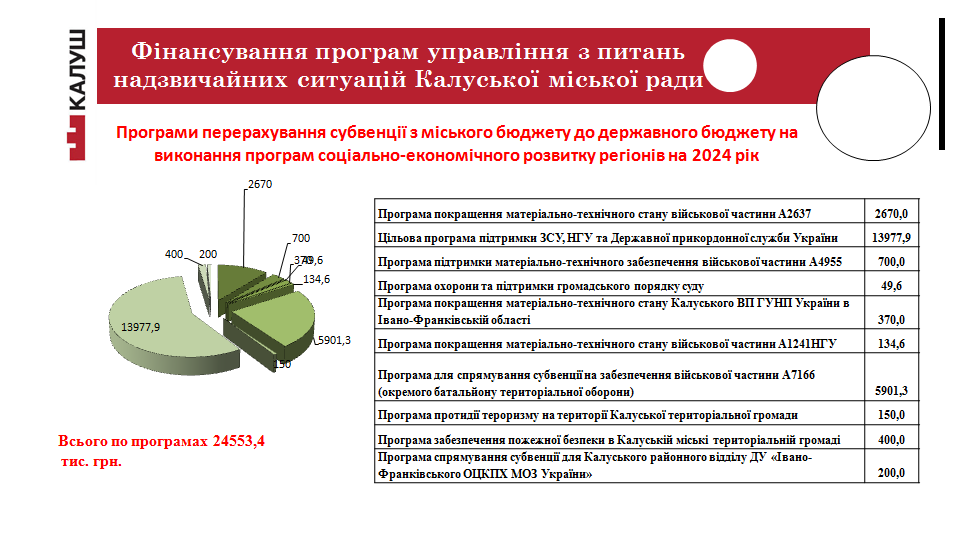 КАЛУШ
Фінансування програм управління з питань
надзвичайних ситуацій Калуської міської ради
Програми перерахування субвенції з міського бюджету до державного бюджету на
виконання програм соціально-економічного розвитку регіонів на 2024 рік
2670
700
49,6
370
134,6
5901,3
150
13977,9
400
200
Всього по програмах 24553,4
тис. грн.
Програма покращення матеріально-технічного стану військової частини А2637 2670,0
Цільова програма підтримки ЗСУ, НГУ та Державної прикордонної служби України 13977,9
Програма підтримки матеріально-технічного забезпечення військової частини А4955 700,0
Програма охорони та підтримки громадського порядку суду 49,6
Програма покращення матеріально-технічного стану Калуського ВП ГУНП України в
Івано-Франківській області 370,0
Програма покращення матеріально-технічного стану військової частини А1241НГУ 134,6
Програма для спрямування субвенції на забезпечення військової частини А7166
(окремого батальйону територіальної оборони) 5901,3
Програма протидії тероризму на території Калуської територіальної громади 150,0
Програма забезпечення пожежної безпеки в Калуській міські територіальній громаді 400,0
Програма спрямування субвенції для Калуського районного відділу ДУ «Івано-
Франківського ОЦКПХ МОЗ України» 200,0